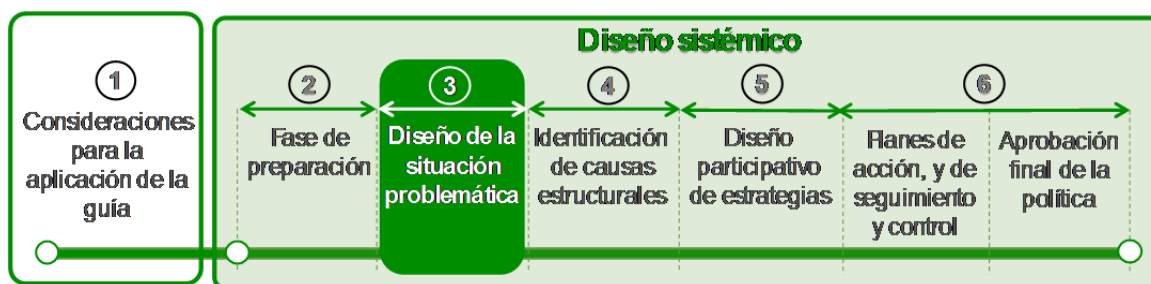 Diseño sistémico
1
Consideraciones
para la
aplicación de la
guía
2
Fase de
preparación
3
Diseño de la
situación
problemática
4
Identificación
de causas
estructurales
5
Diseño
participativo
de estrategias
6
Planes de
acción, y de
seguimiento
y control
Aprobación
final de la
política